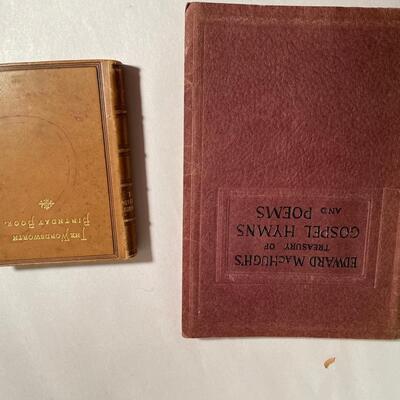 THE WORDSWORTH
BIRTHDAY BOOK.
EDWARD MACHUGH'S
TREASURY OF
GOSPEL HYMNS
AND
POEMS